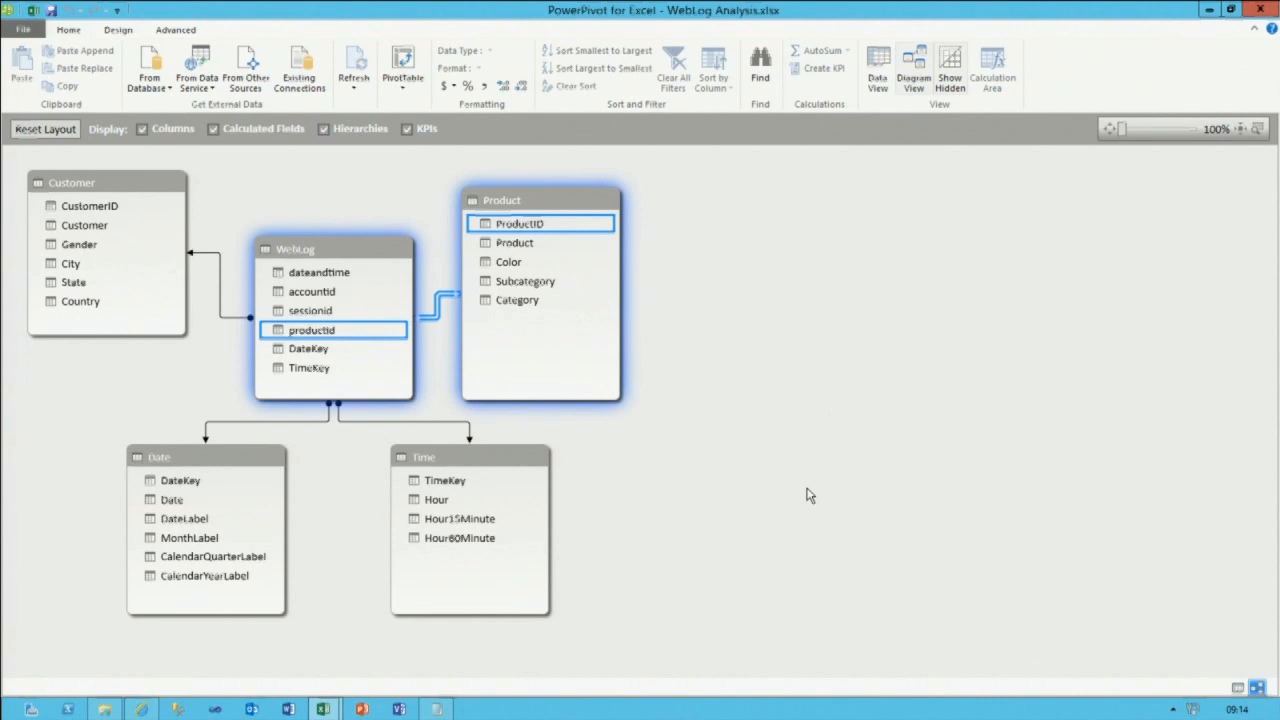 PowerPivot for Excel - WebLog Analysis.xlsx
File Home Design Advanced
Paste
Paste Append
Paste Replace
Copy
Clipboard
From Database
From Data Service
From Other Sources
Existing Connections
Get External Data
Refresh
PivotTable
Data Type :
Format :
$ % ,
Formatting
Sort Smallest to Largest
Sort Largest to Smallest
Clear Sort
Clear All Filters
Sort by Column
Sort and Filter
Find
Find
AutoSum
Create KPI
Calculations
Data View
Diagram View
Show Hidden
Calculation Area
View
Reset Layout Display: Columns Calculated Fields Hierarchies KPIs 100%
Customer
CustomerID
Customer
Gender
City
State
Country
WebLog
dateandtime
accountid
sessionid
productid
DateKey
TimeKey
Product
ProductID
Product
Color
Subcategory
Category
Date
DateKey
Date
DateLabel
MonthLabel
CalendarQuarterLabel
CalendarYearLabel
Time
TimeKey
Hour
Hour15Minute
Hour60Minute
09:14